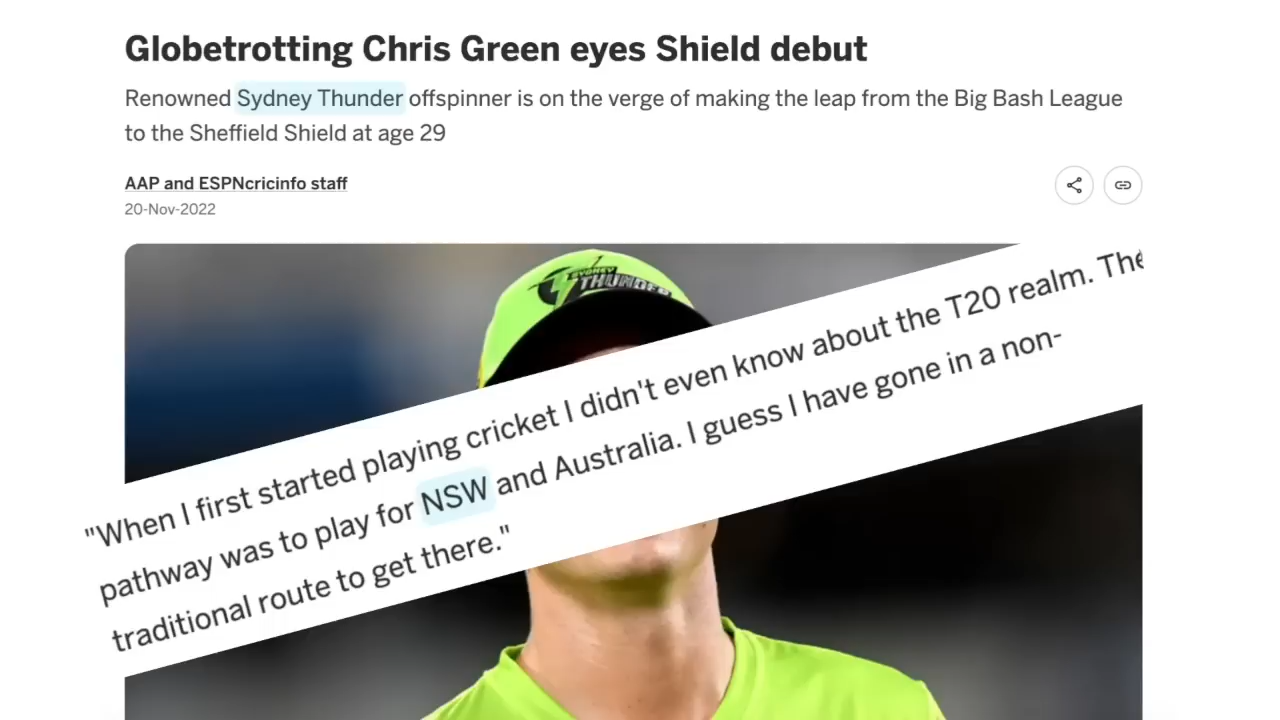 Globetrotting Chris Green eyes Shield debut
Renowned Sydney Thunder offspinner is on the verge of making the leap from the Big Bash League
to the Sheffield Shield at age 29
AAP and ESPNcricinfo staff
20-Nov-2022
SYDNEY
THUNDER
"When I first started playing cricket I didn't even know about the T20 realm. The
pathway was to play for NSW and Australia. I guess I have gone in a non-
traditional route to get there."